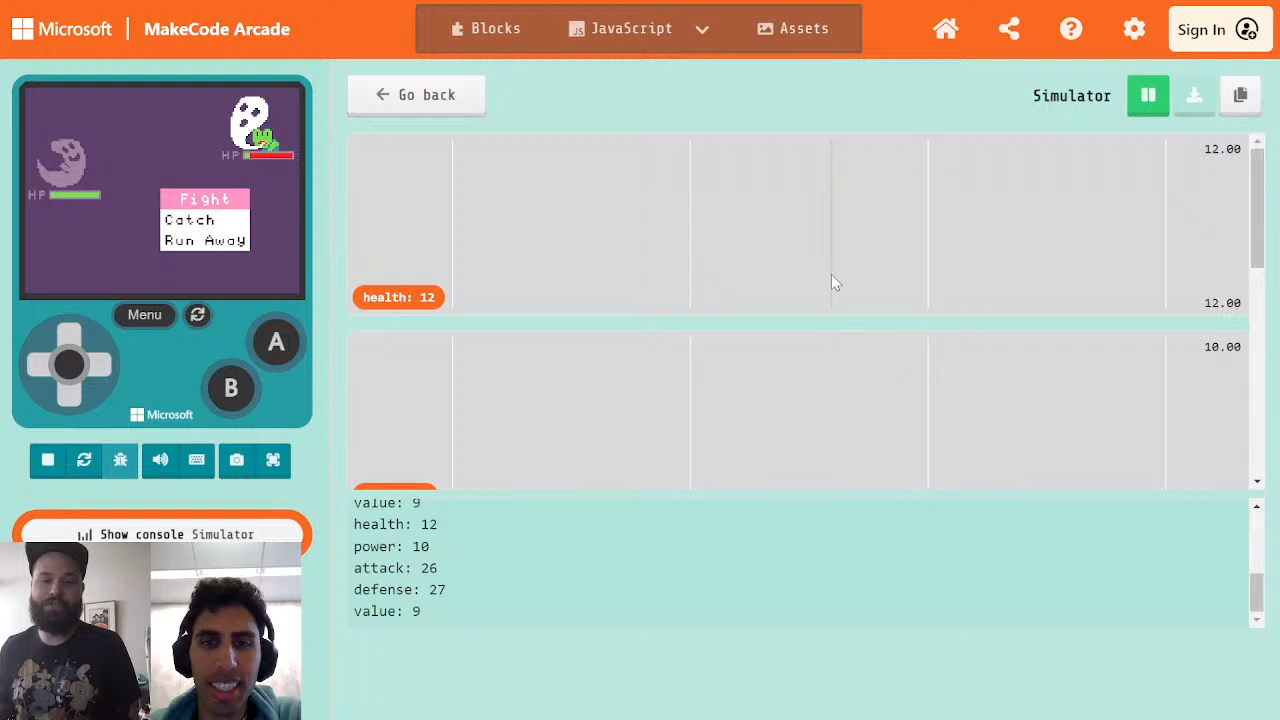 Microsoft
MakeCode Arcade
Blocks
JS JavaScript
Assets
Sign In
HP
HP
Fight
Catch
Run Away
Menu
A
B
Microsoft
Show console Simulator
Go back
Simulator
12.00
health: 12
12.00
10.00
value: 9
health: 12
power: 10
attack: 26
defense: 27
value: 9